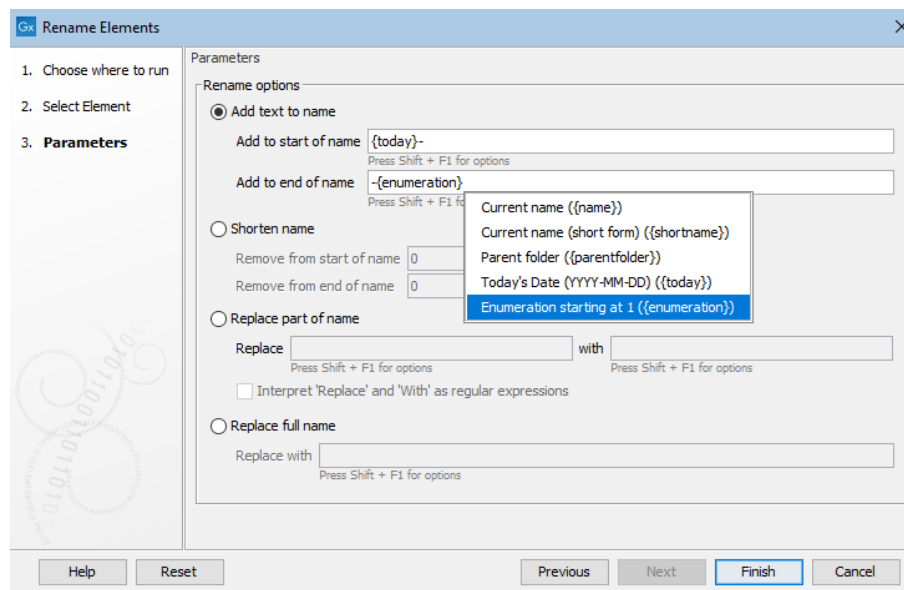 Gx Rename Elements
1. Choose where to run
2. Select Element
3. Parameters
Parameters
Rename options
Add text to name
Add to start of name {today}-
Press Shift + F1 for options
Add to end of name -{enumeration}
Press Shift + F1 fo
Current name ({name})
Current name (short form) ({shortname})
Parent folder ({parentfolder})
Today's Date (YYYY-MM-DD) ({today})
Enumeration starting at 1 ({enumeration})
Shorten name
Remove from start of name 0
Remove from end of name 0
Replace part of name
Replace with
Press Shift + F1 for options Press Shift + F1 for options
Interpret 'Replace' and 'With' as regular expressions
Replace full name
Replace with
Press Shift + F1 for options
Help Reset Previous Next Finish Cancel